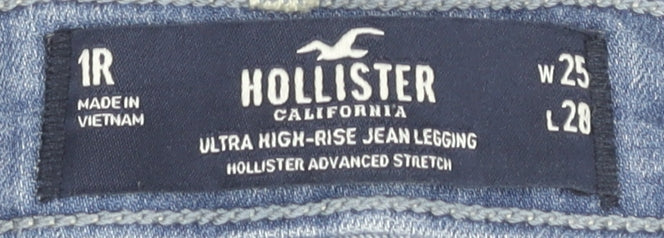 1R
MADE IN
VIETNAM
HOLLISTER
CALIFORNIA
ULTRA HIGH-RISE JEAN LEGGING
HOLLISTER ADVANCED STRETCH
W 25
L 28